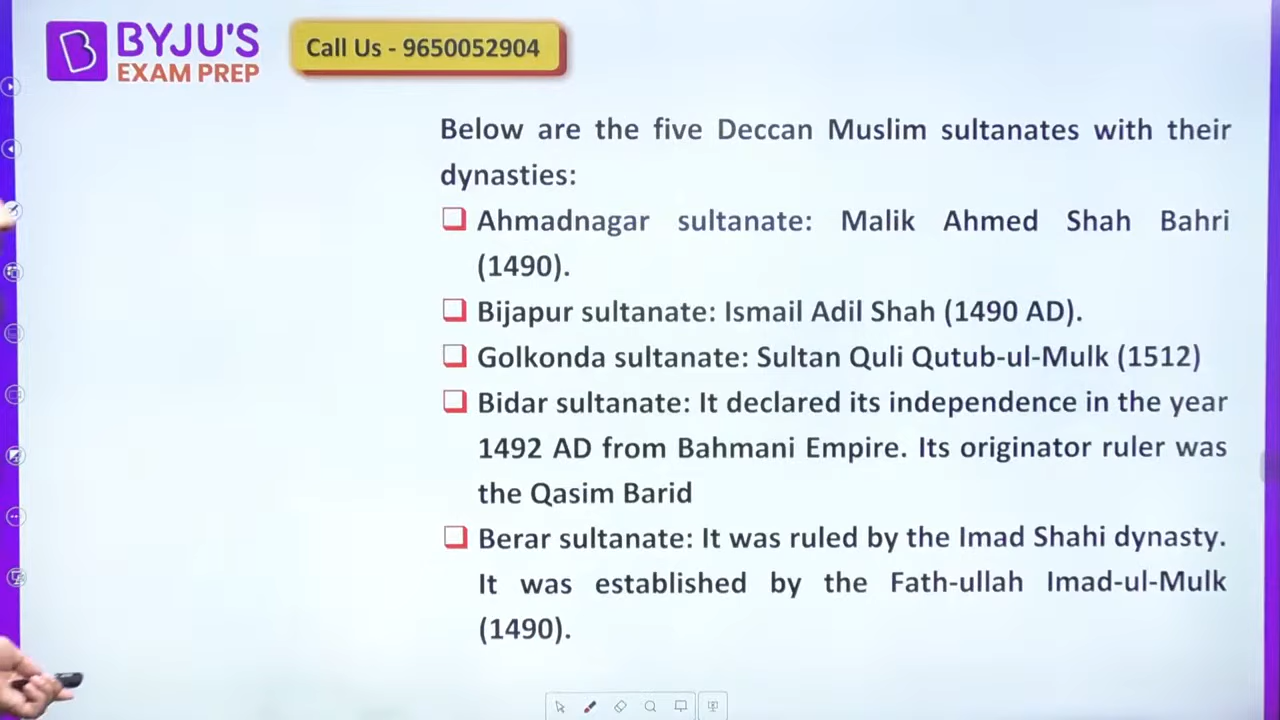 BYJU'S
EXAM PREP
Call Us - 9650052904
Below are the five Deccan Muslim sultanates with their
dynasties:
Ahmadnagar sultanate: Malik Ahmed Shah Bahri
(1490).
Bijapur sultanate: Ismail Adil Shah (1490 AD).
Golkonda sultanate: Sultan Quli Qutub-ul-Mulk (1512)
Bidar sultanate: It declared its independence in the year
1492 AD from Bahmani Empire. Its originator ruler was
the Qasim Barid
Berar sultanate: It was ruled by the Imad Shahi dynasty.
It was established by the Fath-ullah Imad-ul-Mulk
(1490).